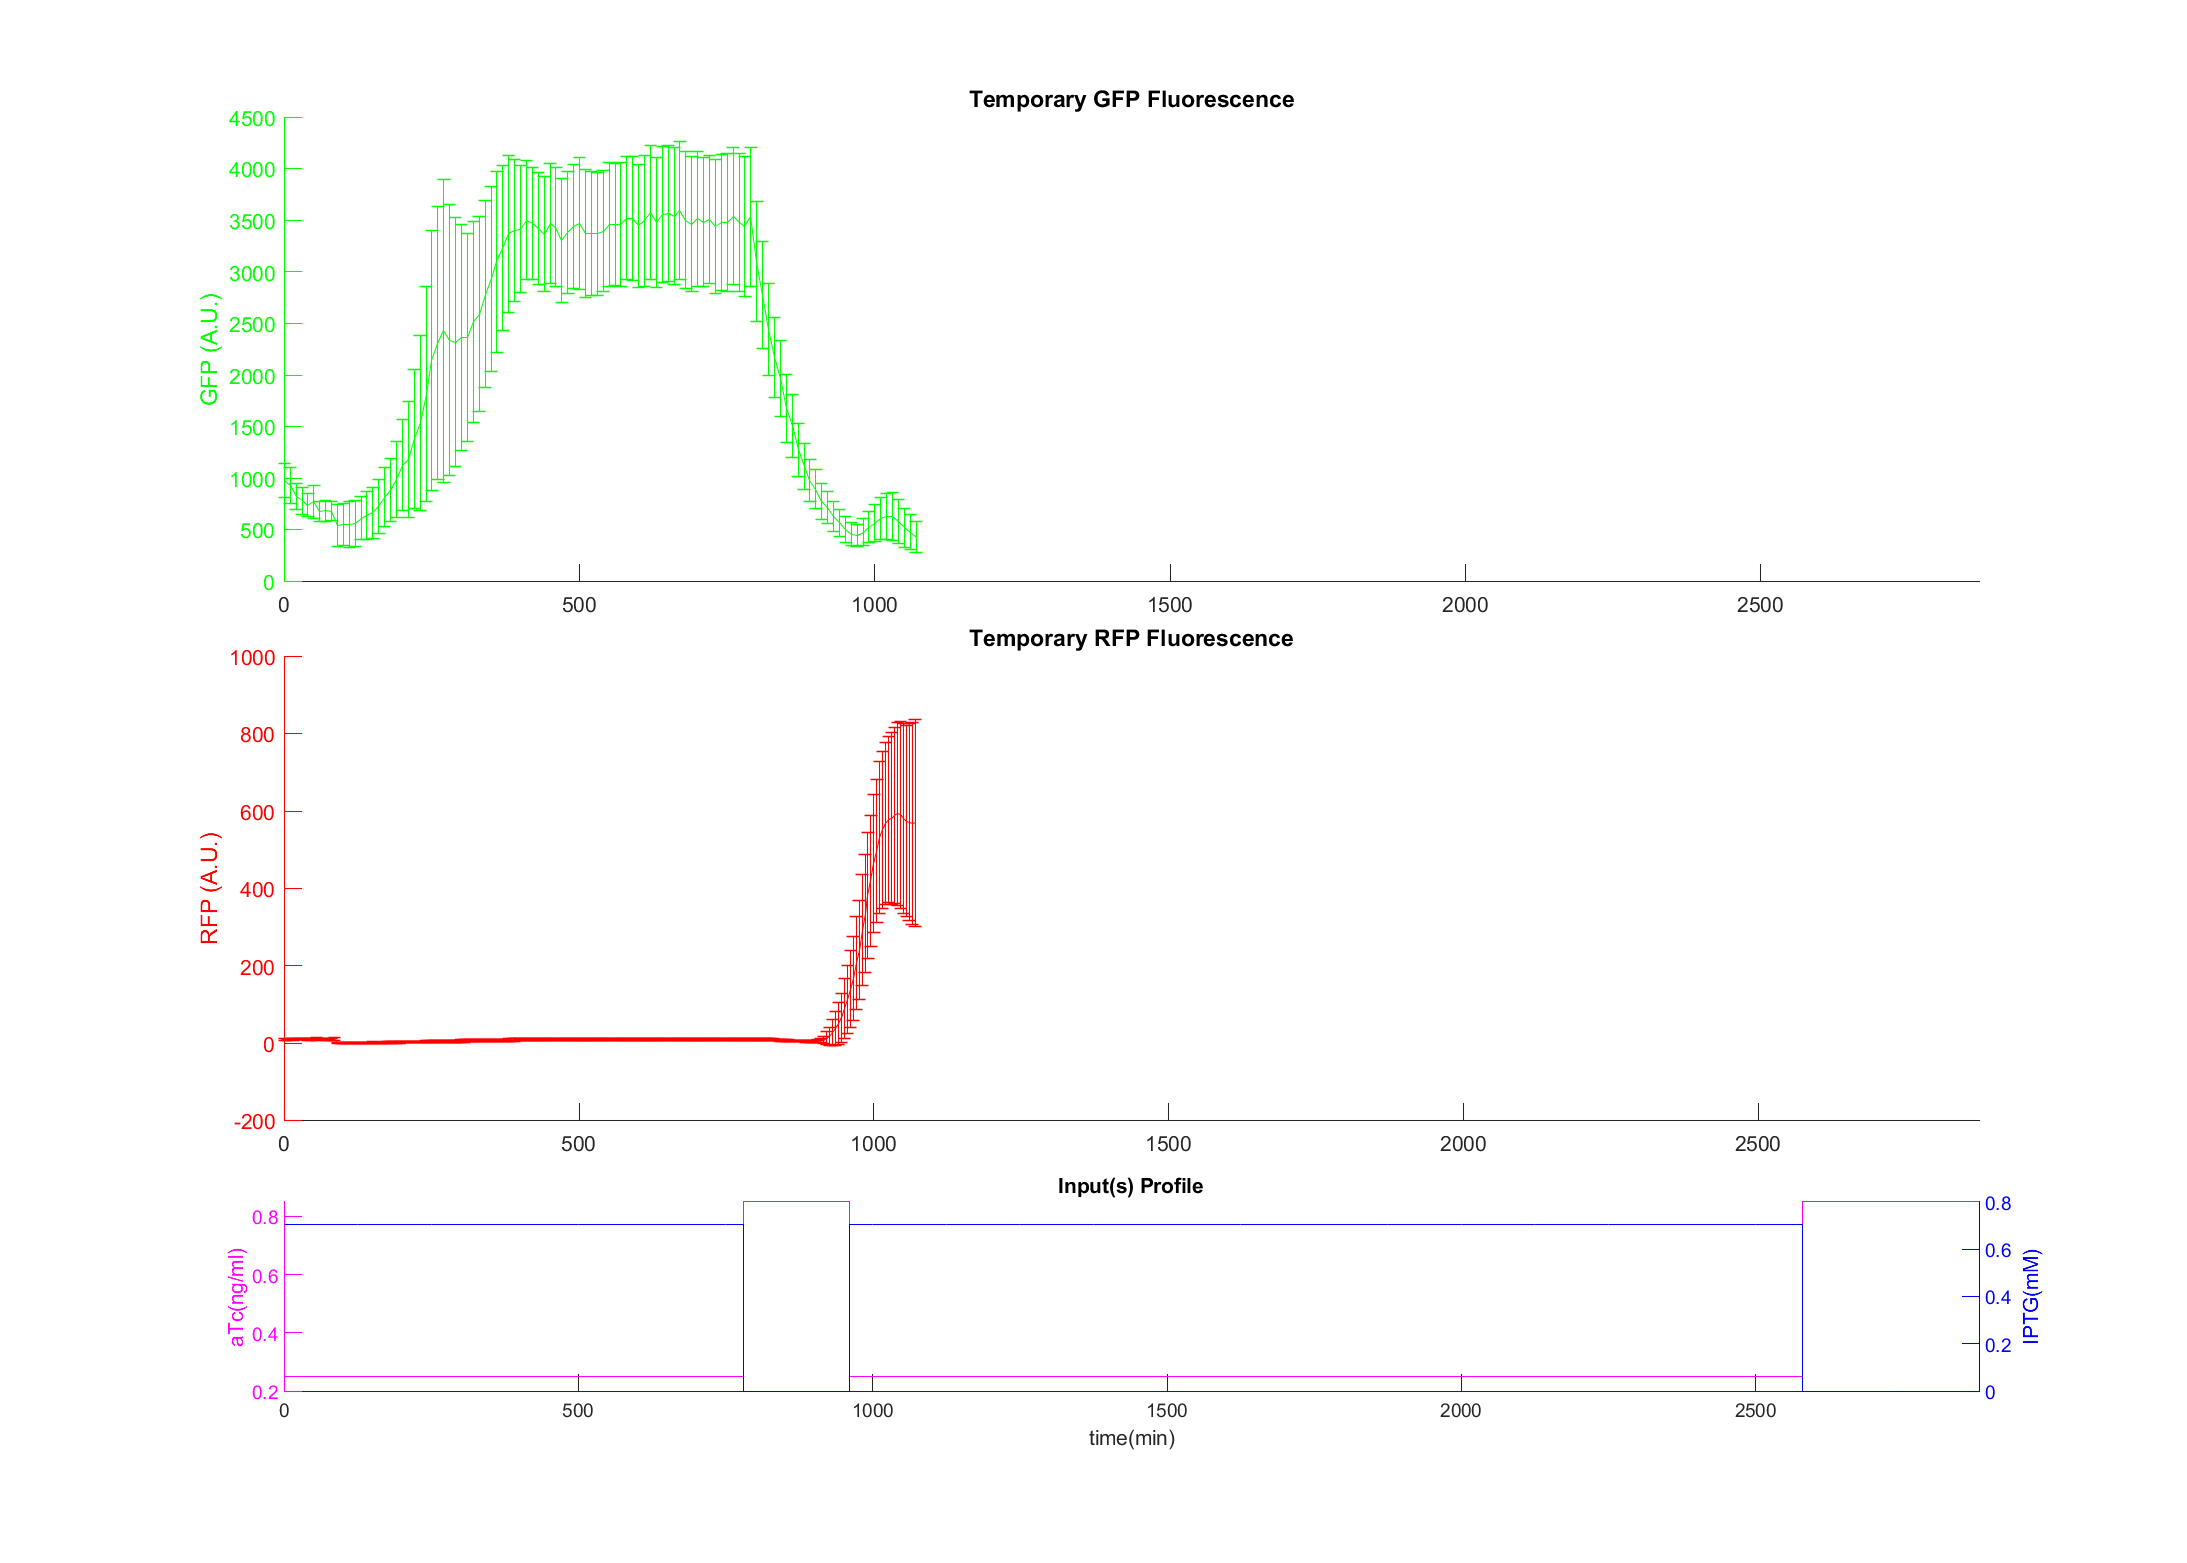 Temporary GFP Fluorescence
4500
4000
3500
3000
2500
2000
1500
1000
500
0
GFP (A.U.)
0 500 1000 1500 2000 2500
Temporary RFP Fluorescence
1000
800
600
400
200
0
-200
RFP (A.U.)
0 500 1000 1500 2000 2500
Input(s) Profile
0.8
0.6
0.4
0.2
aTc(ng/ml)
0.8
0.6
0.4
0.2
0
IPTG(mM)
0 500 1000 1500 2000 2500
time(min)